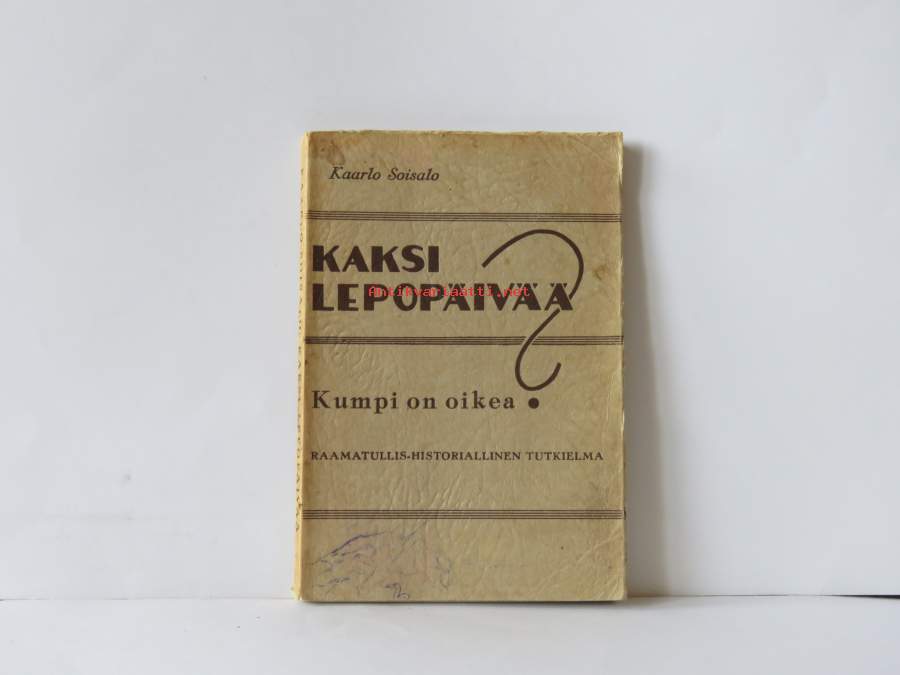 Kaarlo Soisalo
KAKSI
LEPOPÄIVÄÄ
Antikvariaatti.net
Kumpi on oikea?
RAAMATULLIS-HISTORIALLINEN TUTKIELMA